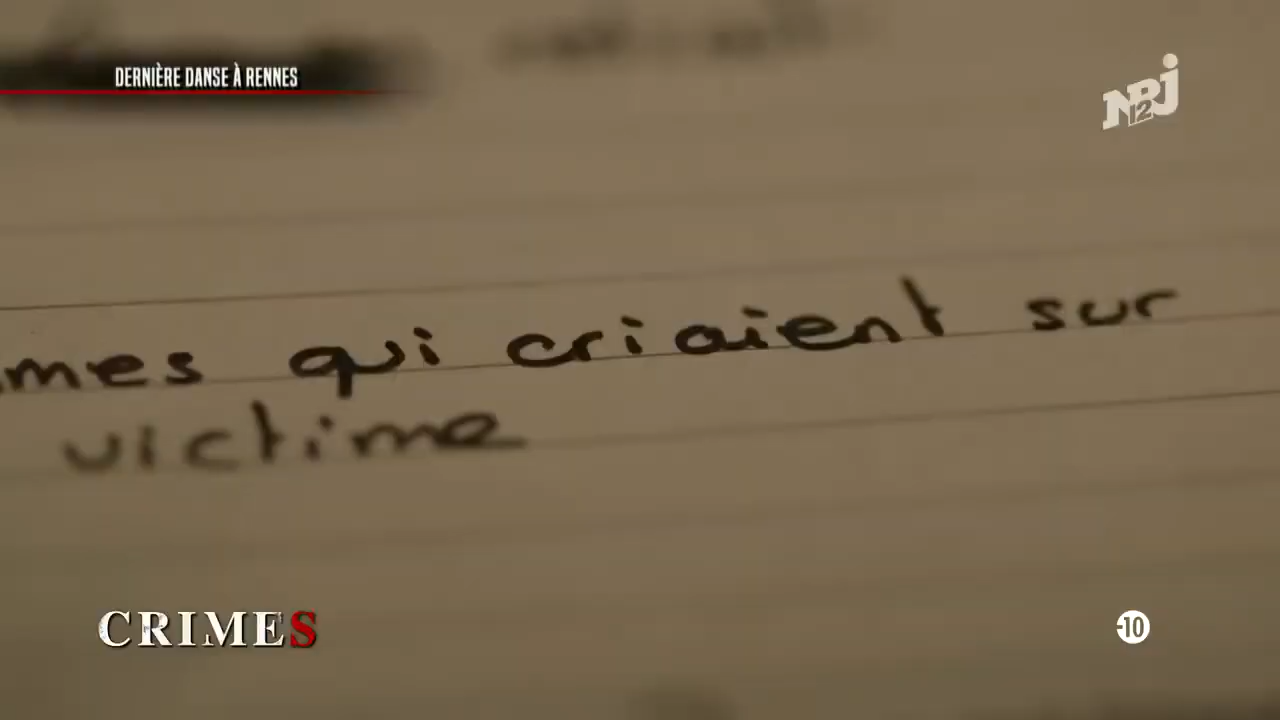 DERNIÈRE DANSE À RENNES
NRJ 12
mes qui criaient sur
victime
CRIMES
-10